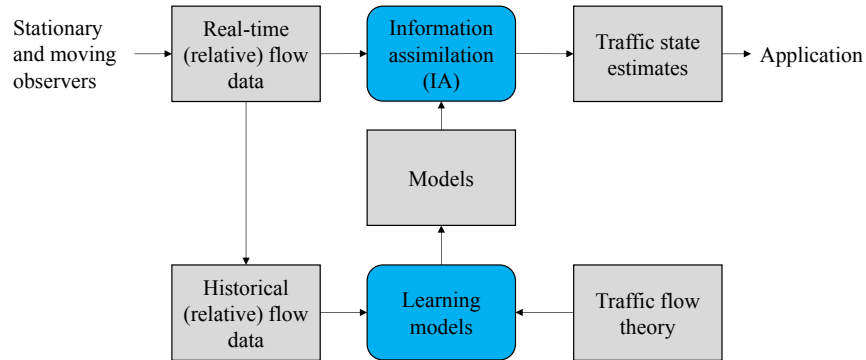 Stationary
and moving
observers
Real-time
(relative) flow
data
Information
assimilation
(IA)
Traffic state
estimates
Application
Models
Historical
(relative) flow
data
Learning
models
Traffic flow
theory